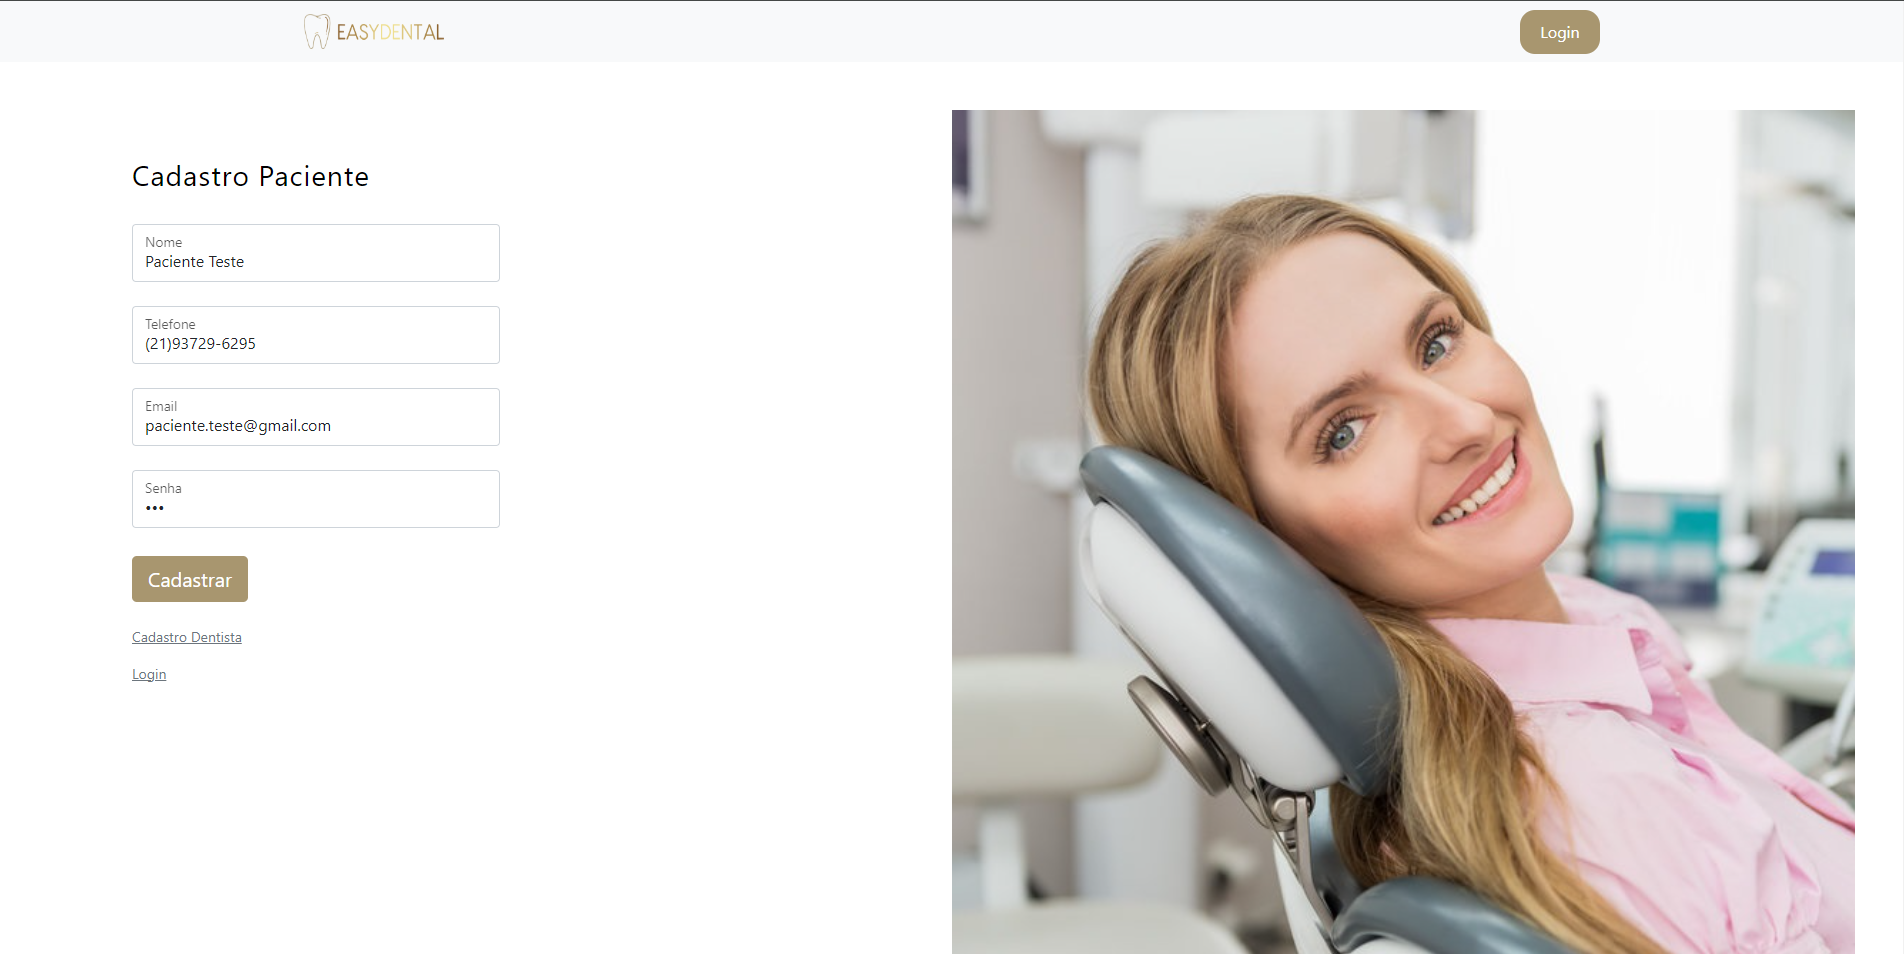 EASYDENTAL
Login
Cadastro Paciente
Nome
Paciente Teste
Telefone
(21)93729-6295
Email
paciente.teste@gmail.com
Senha
•••
Cadastrar
Cadastro Dentista
Login